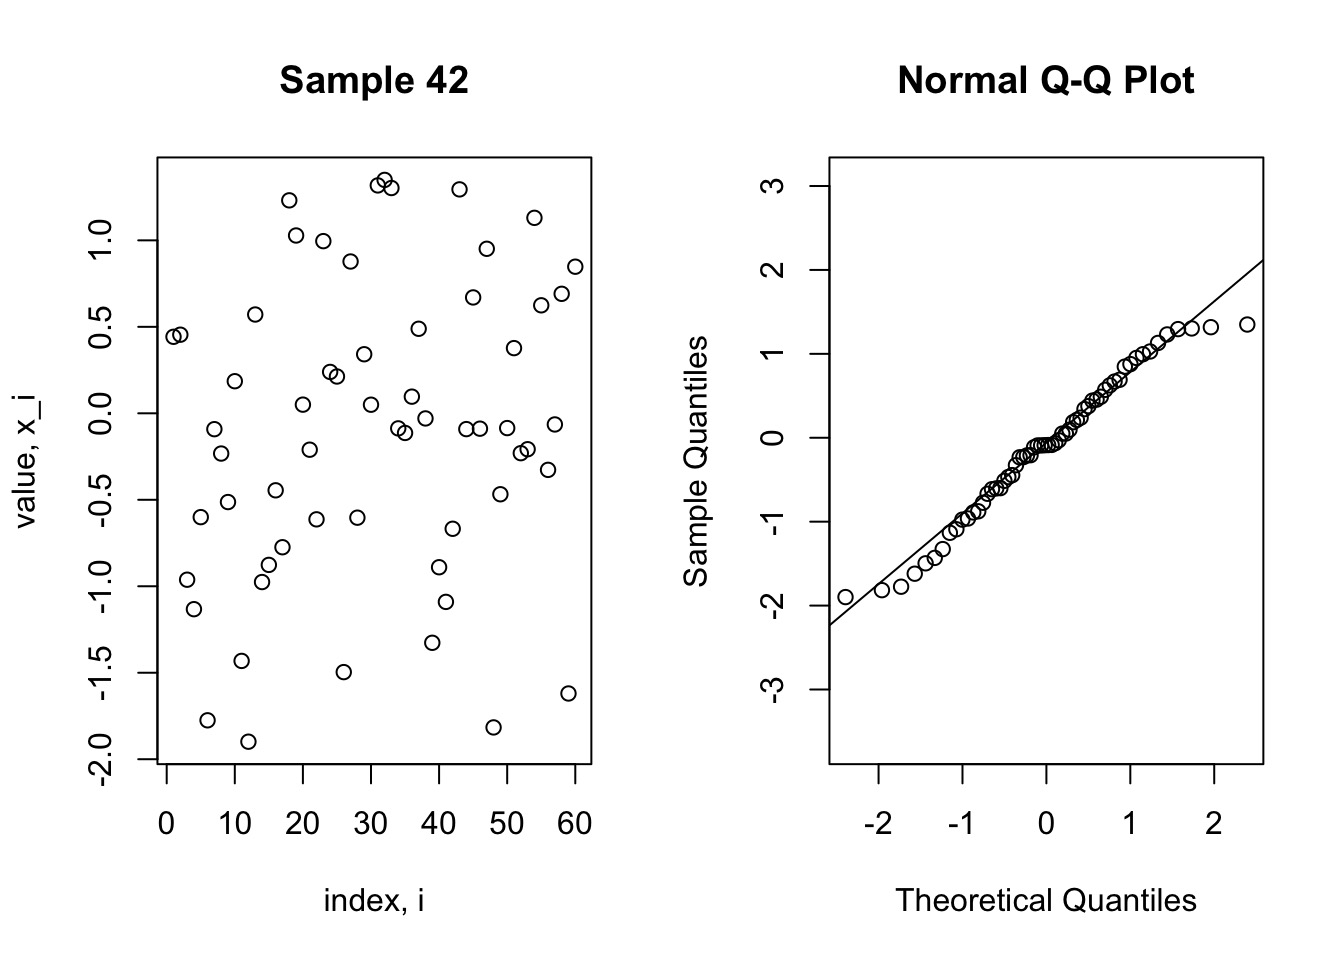 Sample 42
value, x_i
1.0
0.5
0.0
-0.5
-1.0
-1.5
-2.0
0 10 20 30 40 50 60
index, i
Normal Q-Q Plot
Sample Quantiles
3
2
1
0
-1
-2
-3
-2 -1 0 1 2
Theoretical Quantiles